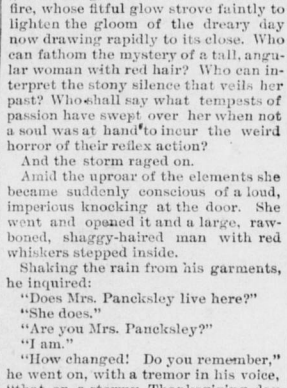 fire, whose fitful glow strove faintly to
lighten the gloom of the dreary day
now drawing rapidly to its close. Who
can fathom the mystery of a tall, angu-
lar woman with red hair? Who can in-
terpret the stony silence that veils her
past? Who shall say what tempests of
passion have swept over her when not
a soul was at hand to incur the weird
horror of their reflex action?
And the storm raged on.
Amid the uproar of the elements she
became suddenly conscious of a loud,
imperious knocking at the door. She
went and opened it and a large, raw-
boned, shaggy-haired man with red
whiskers stepped inside.
Shaking the rain from his garments,
he inquired:
"Does Mrs. Pancksley live here?"
"She does."
"Are you Mrs. Pancksley?"
"I am."
"How changed! Do you remember,"
he went on, with a tremor in his voice,